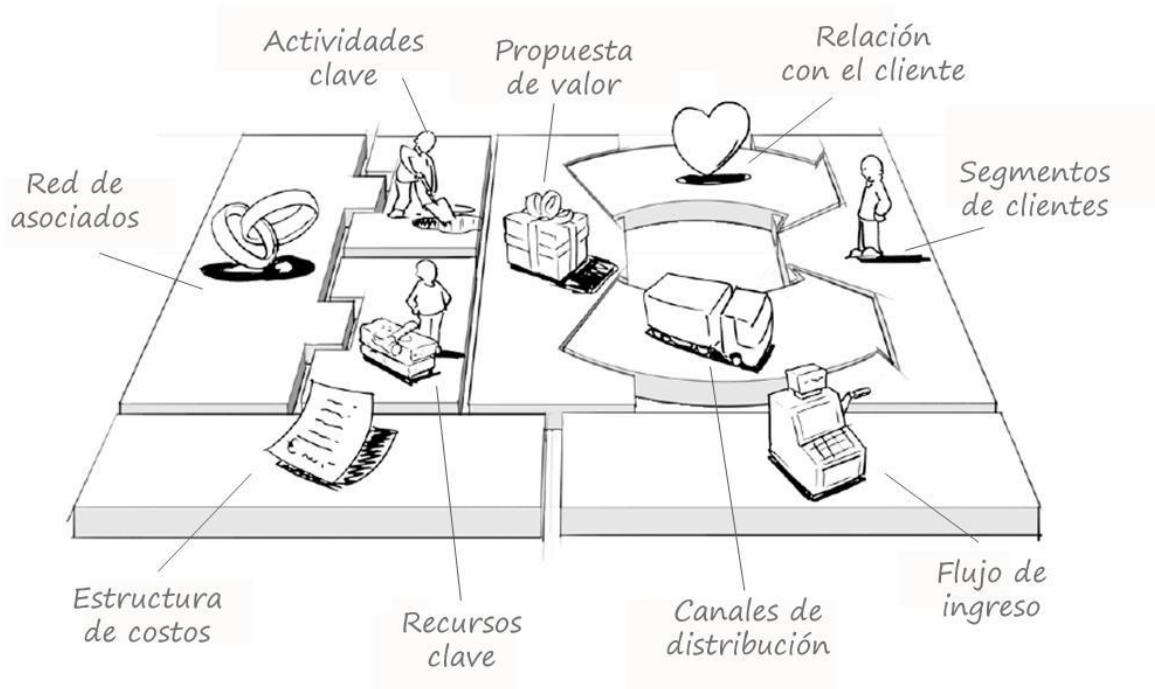 Actividades
clave
Propuesta
de valor
Relación
con el cliente
Red de
asociados
Segmentos
de clientes
Estructura
de costos
Recursos
clave
Canales de
distribución
Flujo de
ingreso